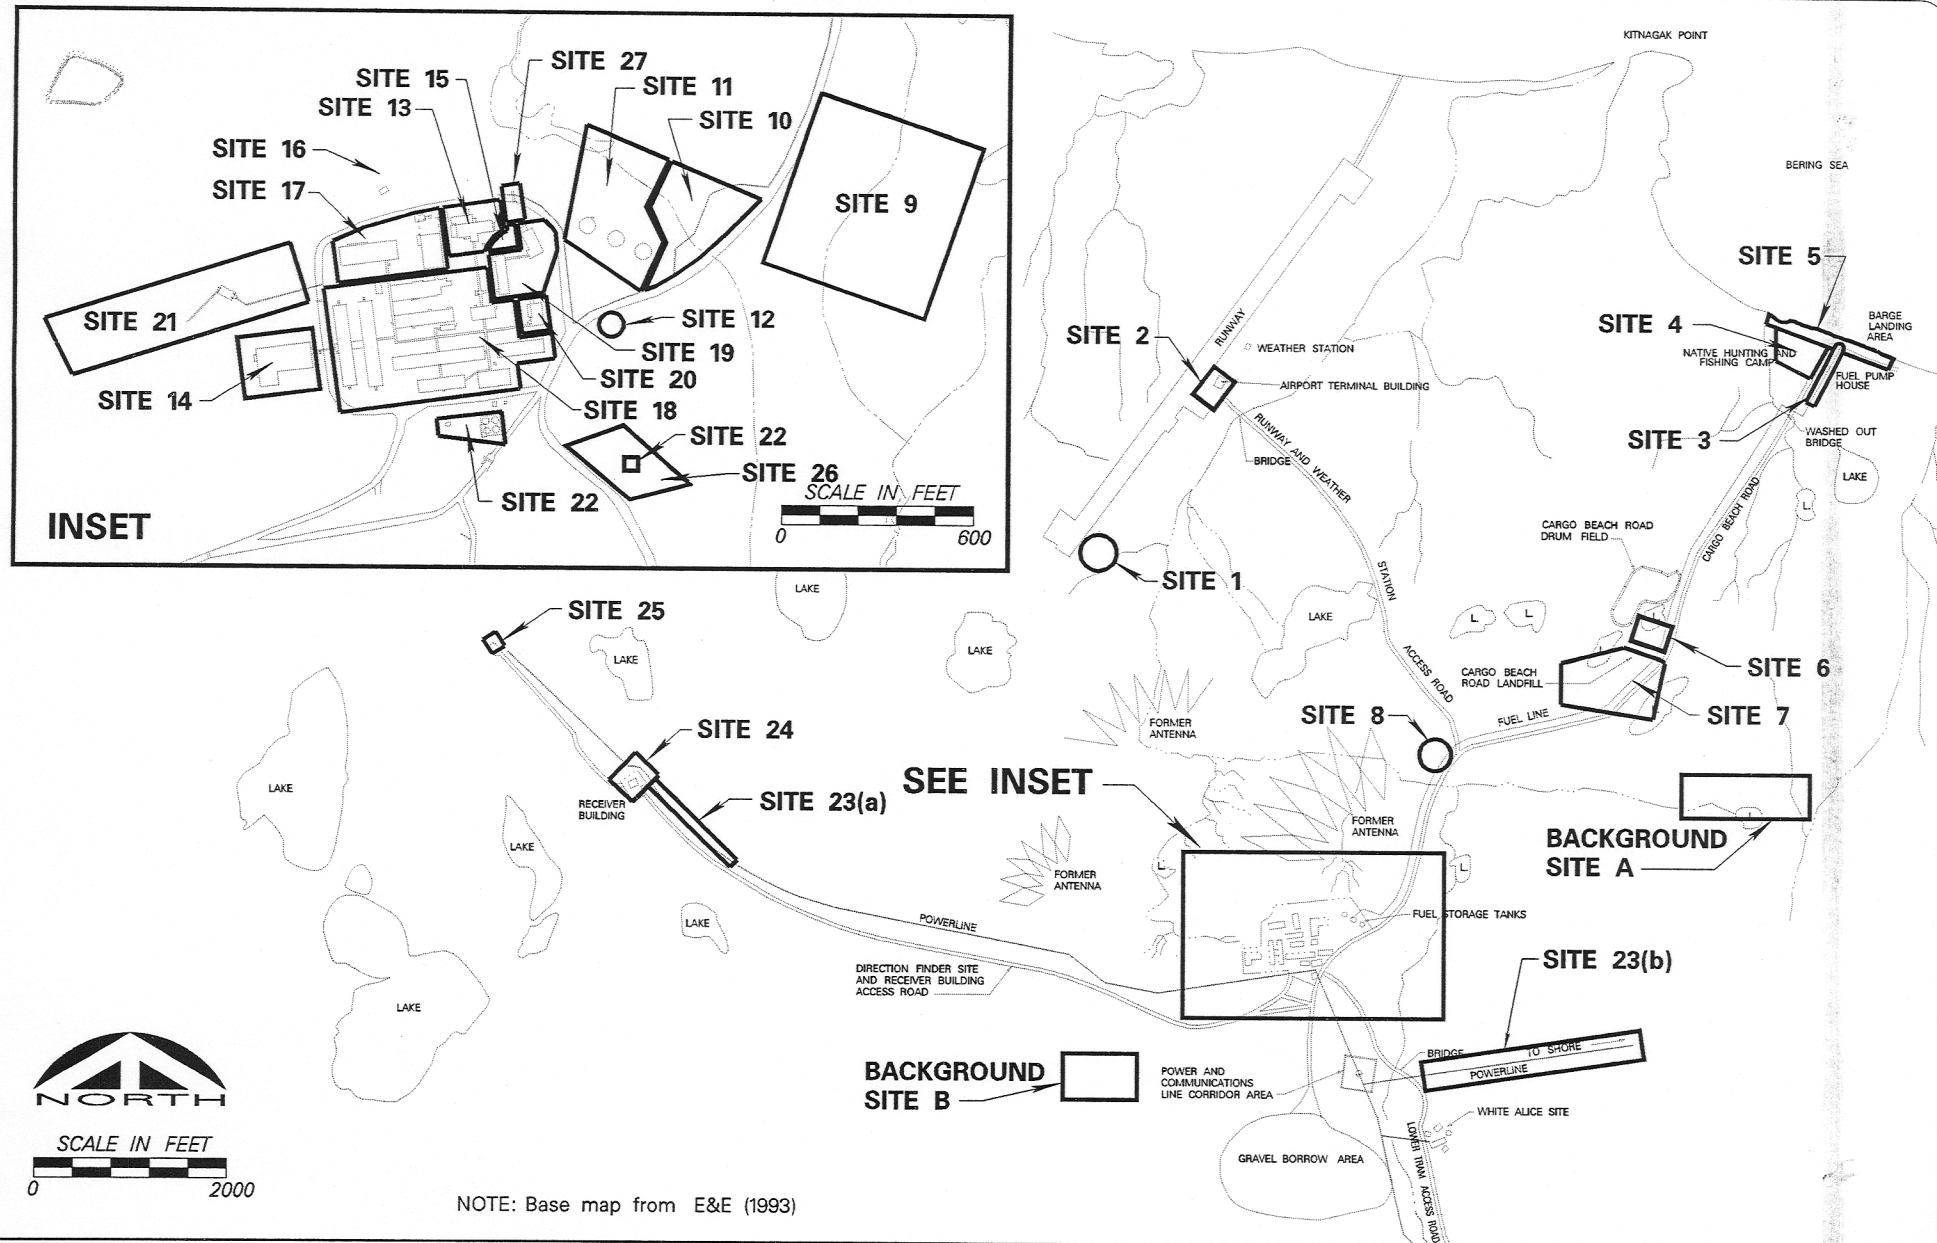 SITE 27
SITE 15
SITE 11
SITE 13
SITE 10
SITE 16
SITE 17
SITE 9
SITE 21
SITE 12
SITE 19
SITE 20
SITE 14
SITE 18
SITE 22
SITE 26
SITE 22
INSET
SCALE IN FEET
0 600
KITNAGAK POINT
BERING SEA
SITE 5
SITE 4
BARGE
LANDING
AREA
NATIVE HUNTING AND
FISHING CAMP
FUEL PUMP
HOUSE
SITE 3
WASHED OUT
BRIDGE
LAKE
L
CARGO BEACH ROAD
SITE 2
RUNWAY
WEATHER STATION
AIRPORT TERMINAL BUILDING
RUNWAY AND WEATHER
STATION
ACCESS ROAD
BRIDGE
CARGO BEACH ROAD
DRUM FIELD
SITE 1
LAKE
LAKE
L
L
L
L
SITE 6
CARGO BEACH
ROAD LANDFILL
SITE 7
FUEL LINE
SITE 8
SITE 25
LAKE
LAKE
SITE 24
FORMER
ANTENNA
SEE INSET
SITE 23(a)
RECEIVER
BUILDING
LAKE
LAKE
FORMER
ANTENNA
FORMER
ANTENNA
L
BACKGROUND
SITE A
L
L
FUEL STORAGE TANKS
LAKE
POWERLINE
SITE 23(b)
DIRECTION FINDER SITE
AND RECEIVER BUILDING
ACCESS ROAD
LAKE
BRIDGE
TO SHORE
POWERLINE
BACKGROUND
SITE B
POWER AND
COMMUNICATIONS
LINE CORRIDOR AREA
WHITE ALICE SITE
GRAVEL BORROW AREA
LOWER TRAM ACCESS ROAD
NORTH
SCALE IN FEET
0 2000
NOTE: Base map from E&E (1993)